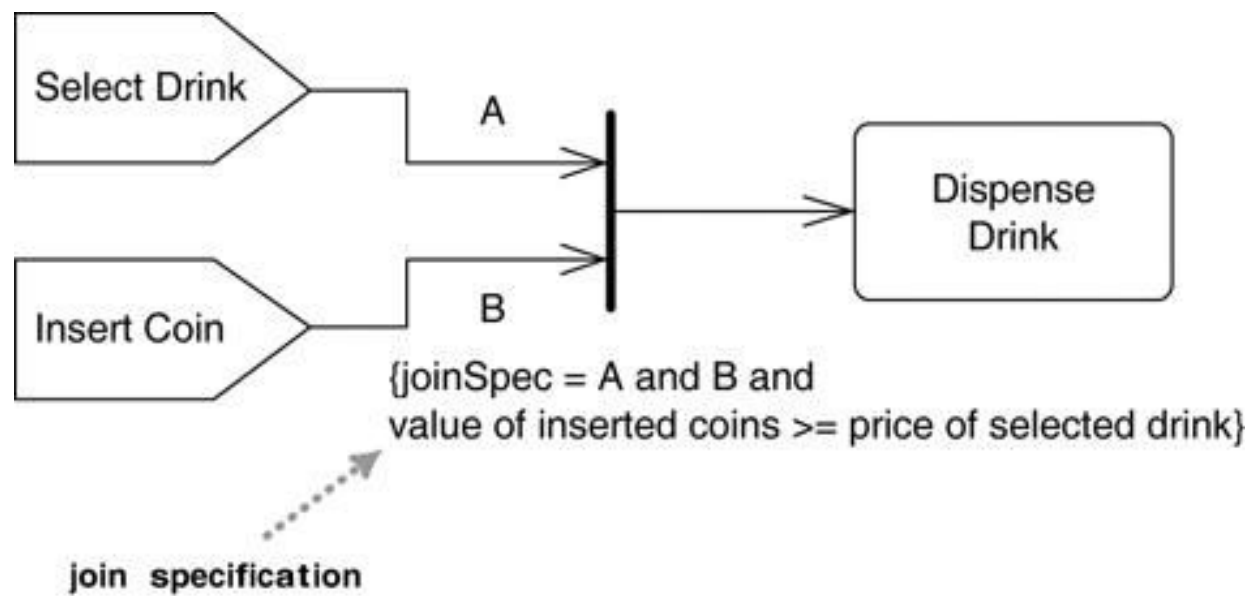 Select Drink
A
Dispense
Drink
Insert Coin
B
{joinSpec = A and B and
value of inserted coins >= price of selected drink}
join specification